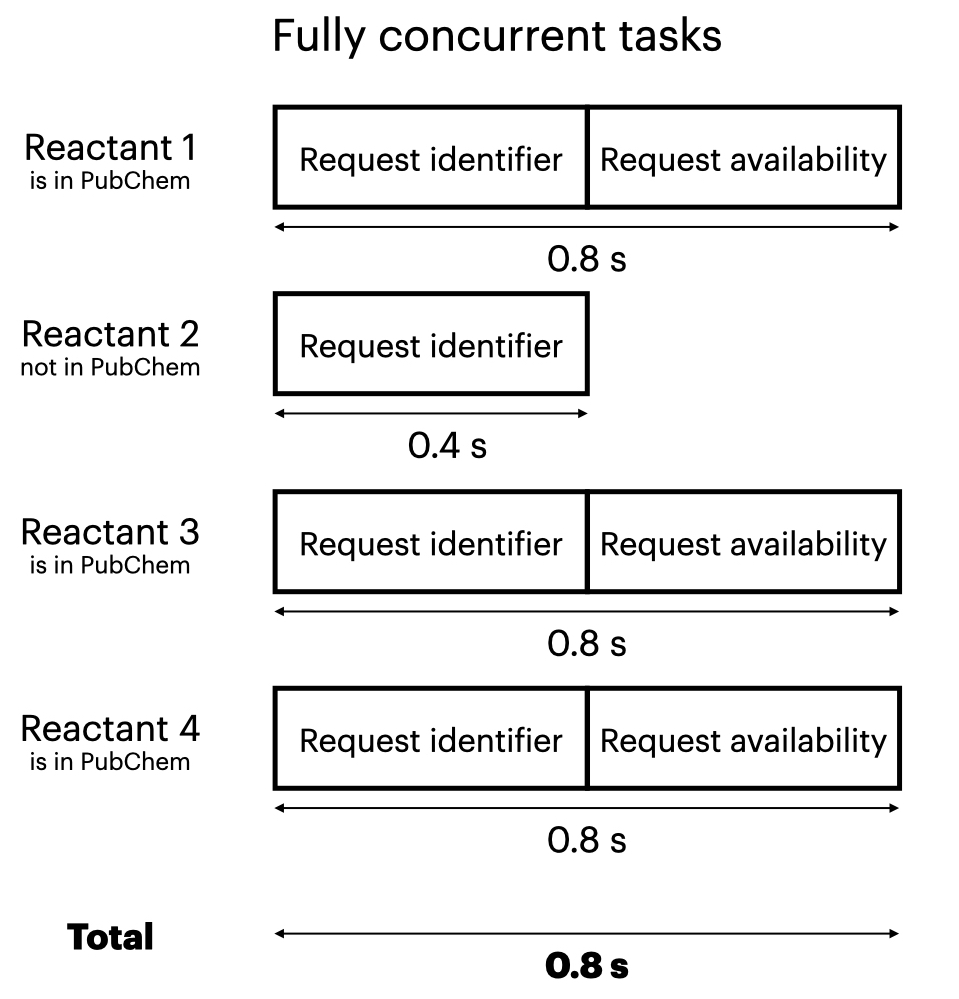 Fully concurrent tasks
Reactant 1
is in PubChem
Request identifier
Request availability
0.8 s
Reactant 2
not in PubChem
Request identifier
0.4 s
Reactant 3
is in PubChem
Request identifier
Request availability
0.8 s
Reactant 4
is in PubChem
Request identifier
Request availability
0.8 s
Total
0.8 s